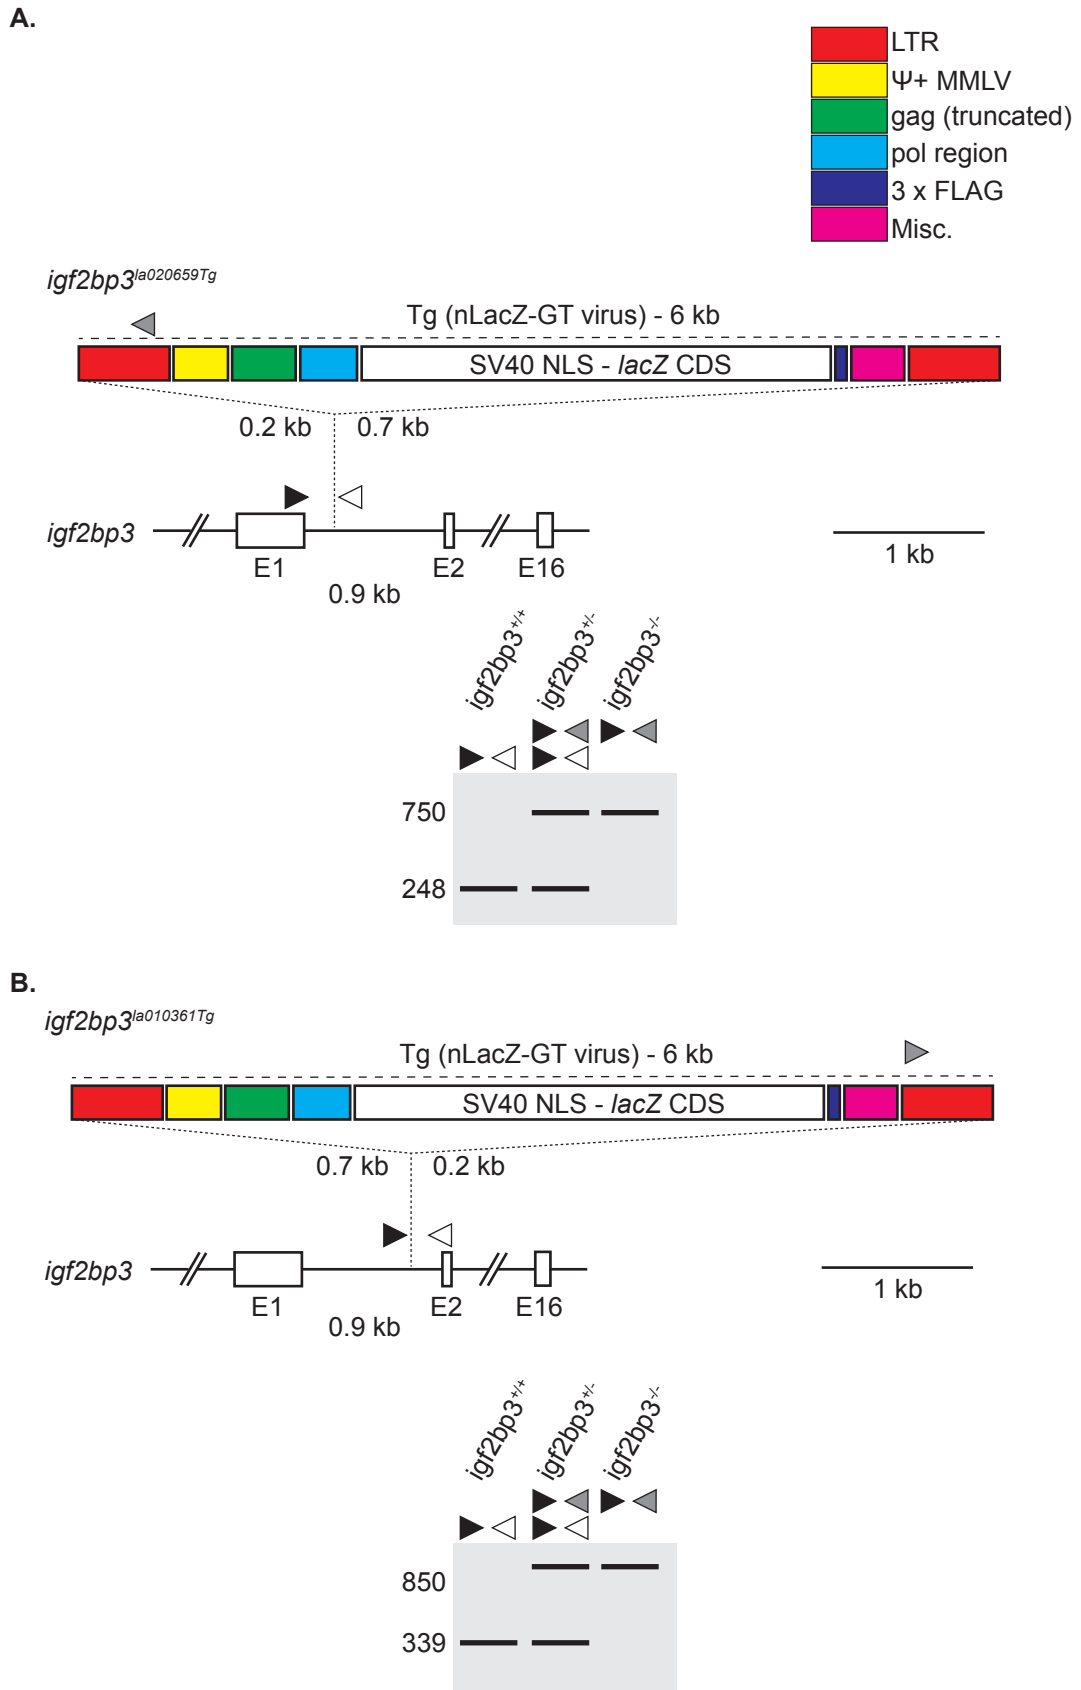 A.
LTR
Ψ+ MMLV
gag (truncated)
pol region
3 x FLAG
Misc.
igf2bp3la020659Tg
Tg (nLacZ-GT virus) - 6 kb
SV40 NLS - lacZ CDS
0.2 kb 0.7 kb
igf2bp3
E1 E2 E16
1 kb
0.9 kb
igf2bp3+/+ igf2bp3+/- igf2bp3-/-
750
248
B.
igf2bp3la010361Tg
Tg (nLacZ-GT virus) - 6 kb
SV40 NLS - lacZ CDS
0.7 kb 0.2 kb
igf2bp3
E1 E2 E16
1 kb
0.9 kb
igf2bp3+/+ igf2bp3+/- igf2bp3-/-
850
339